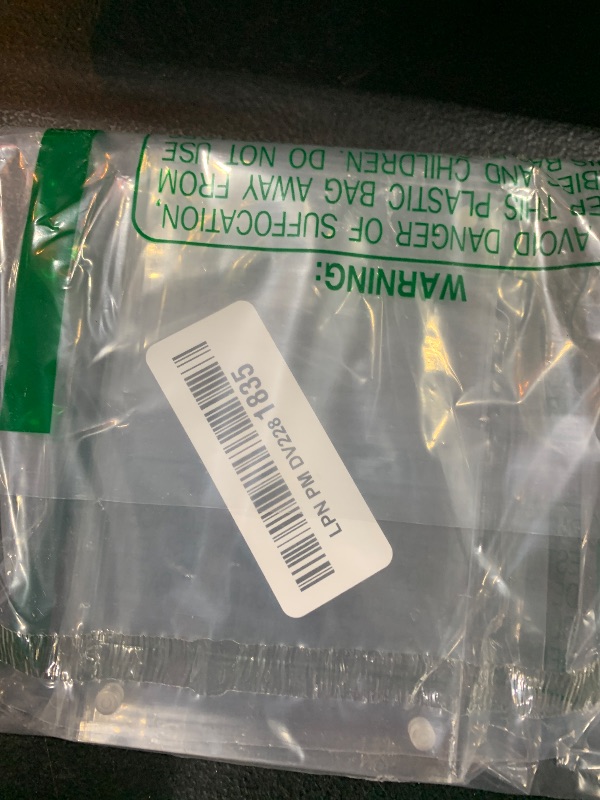 WARNING:
AVOID DANGER OF SUFFOCATION,
THIS PLASTIC BAG AWAY FROM
AND CHILDREN. DO NOT USE
LPN PM DV228 1835